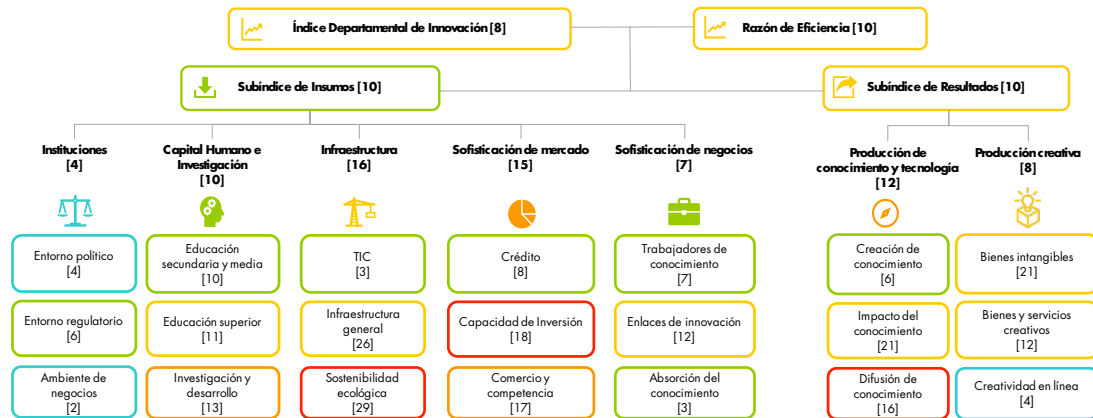 Índice Departamental de Innovación [8]
Razón de Eficiencia [10]
Subíndice de Insumos [10]
Subíndice de Resultados [10]
Instituciones
[4]
Capital Humano e
Investigación
[10]
Infraestructura
[16]
Sofisticación de mercado
[15]
Sofisticación de negocios
[7]
Producción de
conocimiento y tecnología
[12]
Producción creativa
[8]
Entorno político
[4]
Educación
secundaria y media
[10]
TIC
[3]
Crédito
[8]
Trabajadores de
conocimiento
[7]
Creación de
conocimiento
[6]
Bienes intangibles
[21]
Entorno regulatorio
[6]
Educación superior
[11]
Infraestructura
general
[26]
Capacidad de Inversión
[18]
Enlaces de innovación
[12]
Impacto del
conocimiento
[21]
Bienes y servicios
creativos
[12]
Ambiente de
negocios
[2]
Investigación y
desarrollo
[13]
Sostenibilidad
ecológica
[29]
Comercio y
competencia
[17]
Absorción del
conocimiento
[3]
Difusión de
conocimiento
[16]
Creatividad en línea
[4]